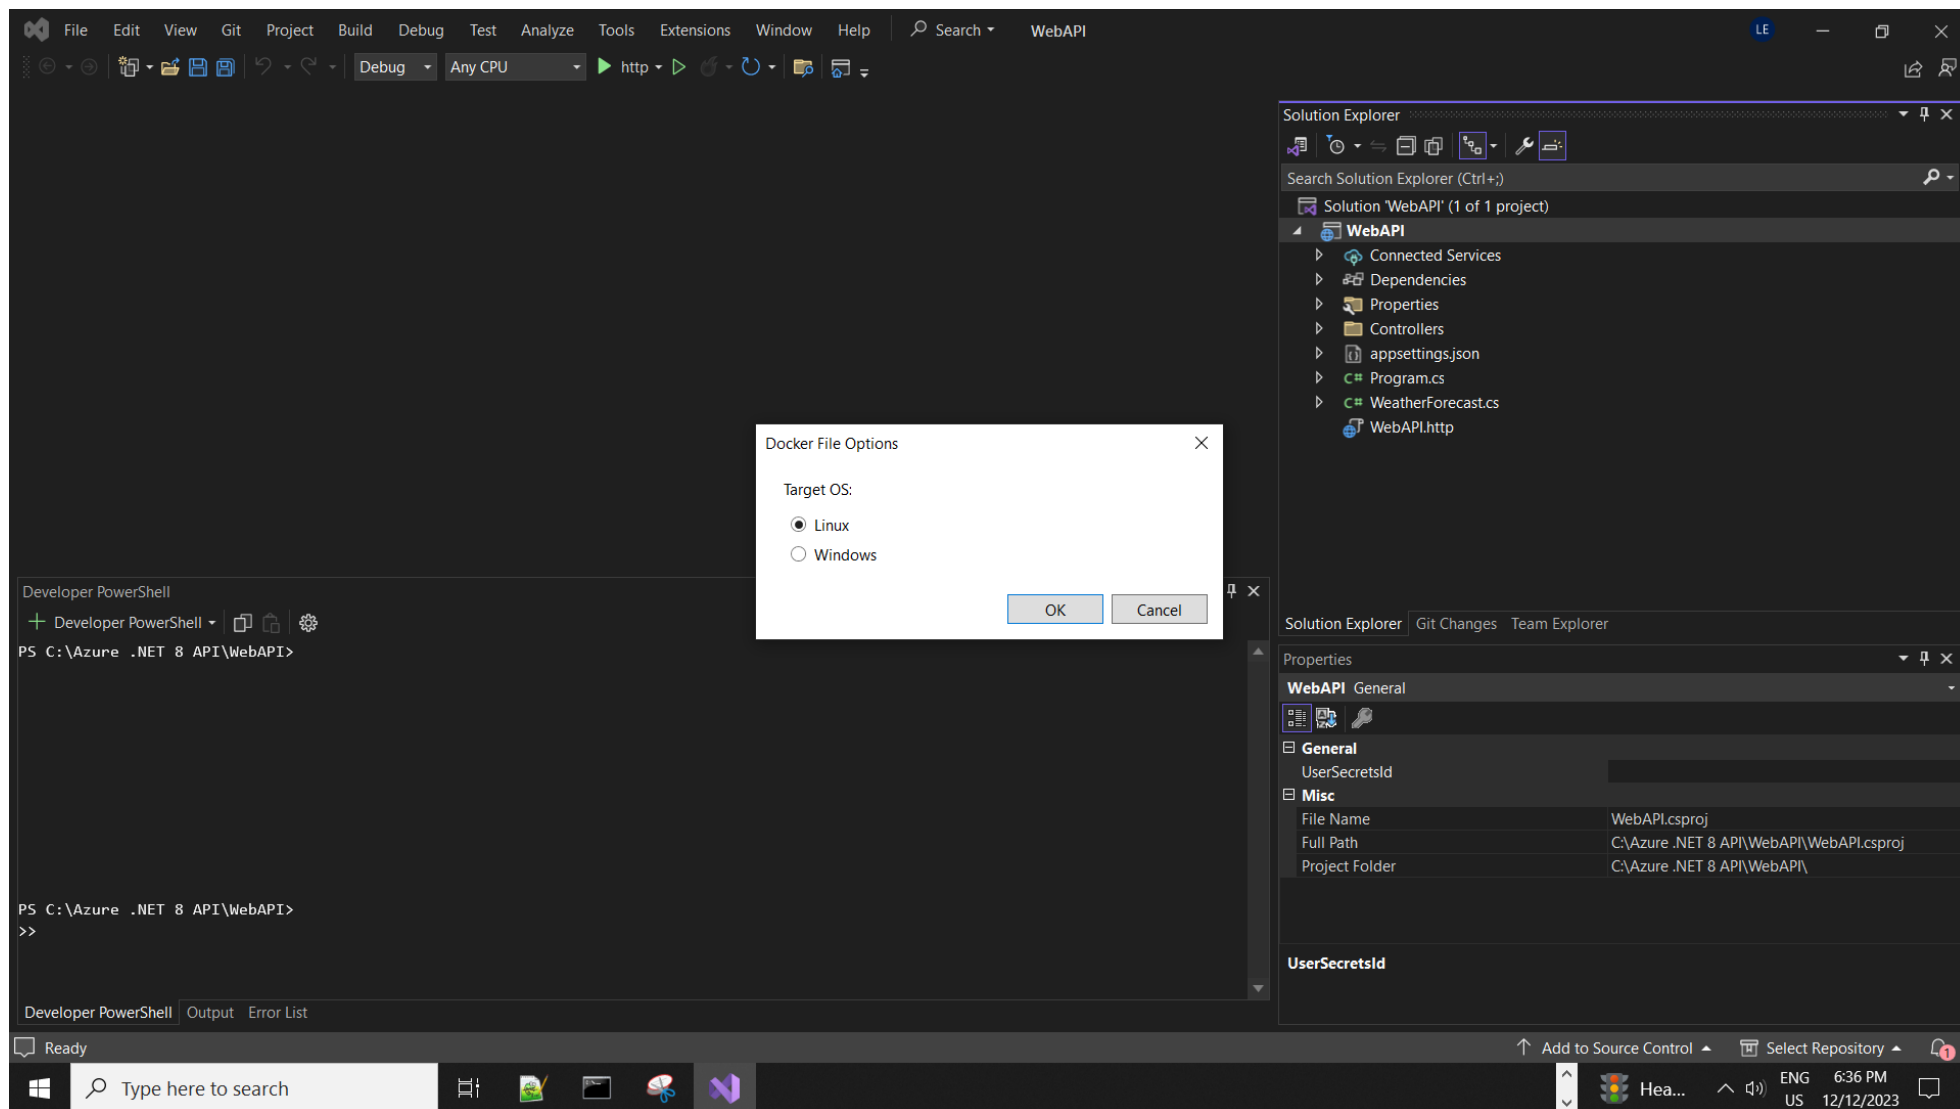 File Edit View Git Project Build Debug Test Analyze Tools Extensions Window Help Search WebAPI LE
Debug Any CPU http
Solution Explorer
Search Solution Explorer (Ctrl+;)
Solution 'WebAPI' (1 of 1 project)
WebAPI
Connected Services
Dependencies
Properties
Controllers
appsettings.json
C# Program.cs
C# WeatherForecast.cs
WebAPI.http
Docker File Options
Target OS:
Linux
Windows
OK Cancel
Developer PowerShell
Developer PowerShell
PS C:\Azure .NET 8 API\WebAPI>
PS C:\Azure .NET 8 API\WebAPI>
>>
Developer PowerShell Output Error List
Solution Explorer Git Changes Team Explorer
Properties
WebAPI General
General
UserSecretsId
Misc
File Name WebAPI.csproj
Full Path C:\Azure .NET 8 API\WebAPI\WebAPI.csproj
Project Folder C:\Azure .NET 8 API\WebAPI\
UserSecretsId
Ready Add to Source Control Select Repository 1
Type here to search Hea... ENG US 6:36 PM 12/12/2023